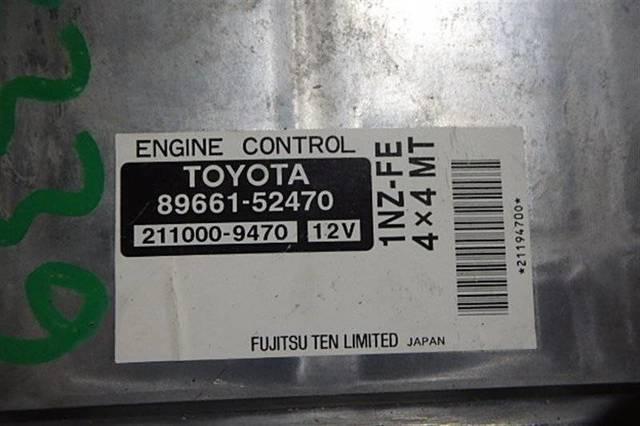 ENGINE CONTROL
TOYOTA
89661-52470
211000-9470 12V
1NZ-FE
4×4 MT
*21194700*
FUJITSU TEN LIMITED JAPAN